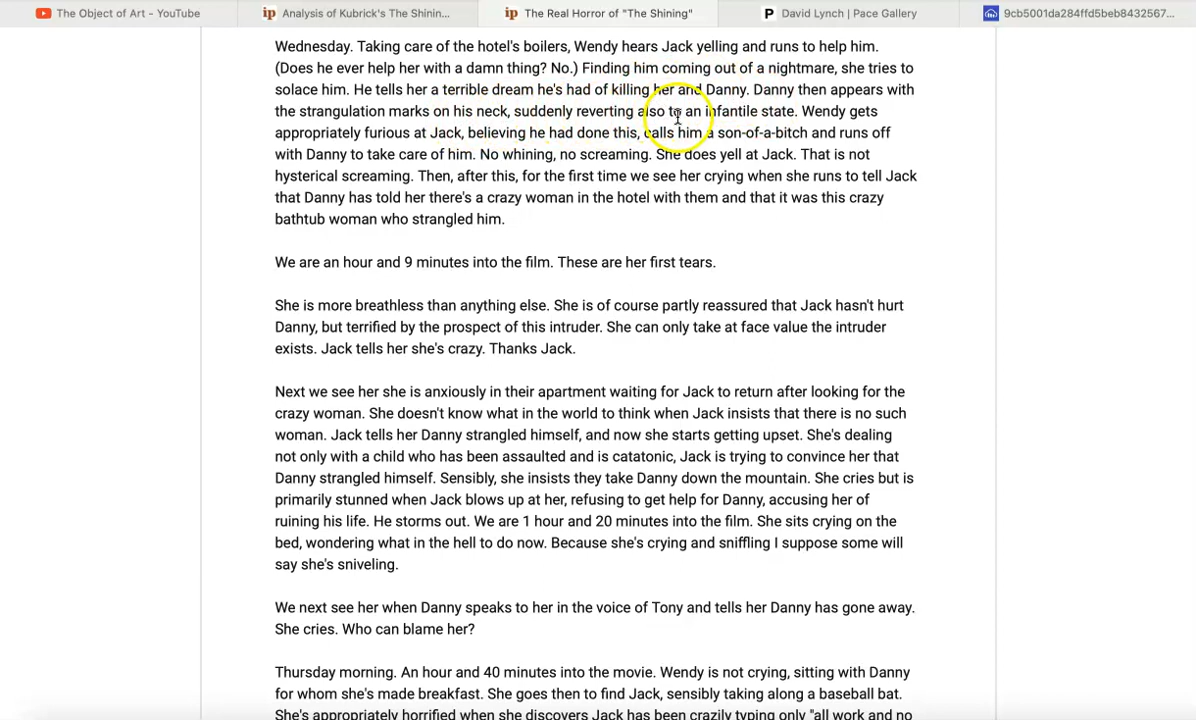 The Object of Art - YouTube
ip Analysis of Kubrick's The Shinin...
ip The Real Horror of "The Shining"
P David Lynch | Pace Gallery
9cb5001da284ffd5beb8432567...
Wednesday. Taking care of the hotel's boilers, Wendy hears Jack yelling and runs to help him.
(Does he ever help her with a damn thing? No.) Finding him coming out of a nightmare, she tries to
solace him. He tells her a terrible dream he's had of killing her and Danny. Danny then appears with
the strangulation marks on his neck, suddenly reverting also to an infantile state. Wendy gets
appropriately furious at Jack, believing he had done this, calls him a son-of-a-bitch and runs off
with Danny to take care of him. No whining, no screaming. She does yell at Jack. That is not
hysterical screaming. Then, after this, for the first time we see her crying when she runs to tell Jack
that Danny has told her there's a crazy woman in the hotel with them and that it was this crazy
bathtub woman who strangled him.
We are an hour and 9 minutes into the film. These are her first tears.
She is more breathless than anything else. She is of course partly reassured that Jack hasn't hurt
Danny, but terrified by the prospect of this intruder. She can only take at face value the intruder
exists. Jack tells her she's crazy. Thanks Jack.
Next we see her she is anxiously in their apartment waiting for Jack to return after looking for the
crazy woman. She doesn't know what in the world to think when Jack insists that there is no such
woman. Jack tells her Danny strangled himself, and now she starts getting upset. She's dealing
not only with a child who has been assaulted and is catatonic, Jack is trying to convince her that
Danny strangled himself. Sensibly, she insists they take Danny down the mountain. She cries but is
primarily stunned when Jack blows up at her, refusing to get help for Danny, accusing her of
ruining his life. He storms out. We are 1 hour and 20 minutes into the film. She sits crying on the
bed, wondering what in the hell to do now. Because she's crying and sniffling I suppose some will
say she's sniveling.
We next see her when Danny speaks to her in the voice of Tony and tells her Danny has gone away.
She cries. Who can blame her?
Thursday morning. An hour and 40 minutes into the movie. Wendy is not crying, sitting with Danny
for whom she's made breakfast. She goes then to find Jack, sensibly taking along a baseball bat.
She's appropriately horrified when she discovers Jack has been crazily typing only "all work and no